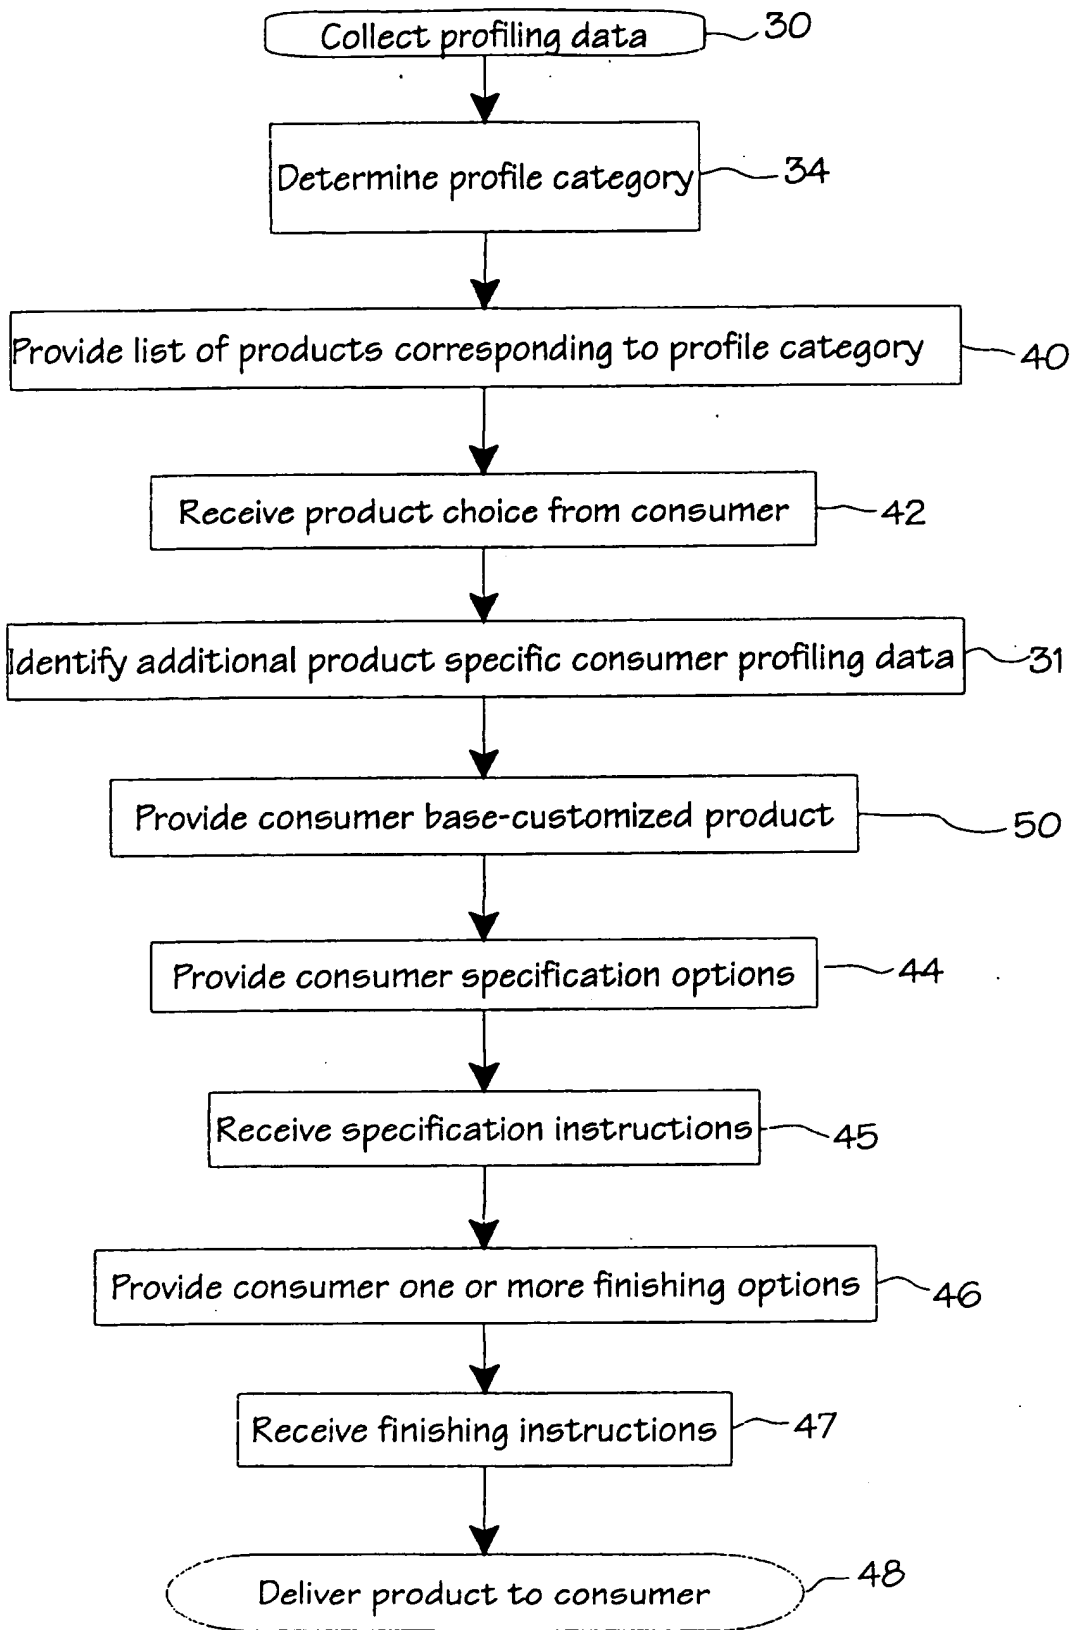 Collect profiling data 30
Determine profile category 34
Provide list of products corresponding to profile category 40
Receive product choice from consumer 42
Identify additional product specific consumer profiling data 31
Provide consumer base-customized product 50
Provide consumer specification options 44
Receive specification instructions 45
Provide consumer one or more finishing options 46
Receive finishing instructions 47
Deliver product to consumer 48